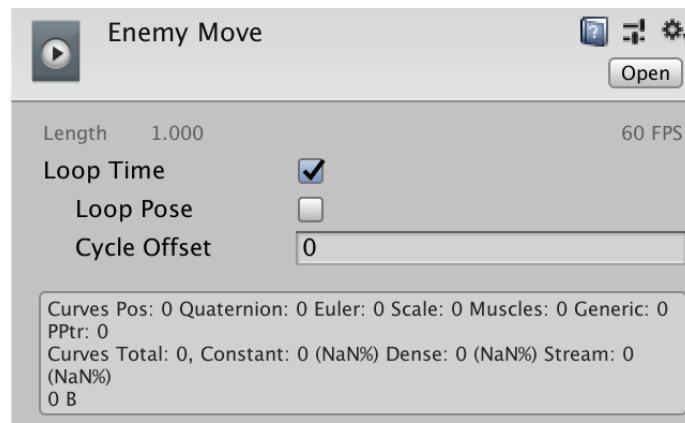 Enemy Move
Open
Length 1.000 60 FPS
Loop Time
Loop Pose
Cycle Offset 0
Curves Pos: 0 Quaternion: 0 Euler: 0 Scale: 0 Muscles: 0 Generic: 0
PPtr: 0
Curves Total: 0, Constant: 0 (NaN%) Dense: 0 (NaN%) Stream: 0
(NaN%)
0 B